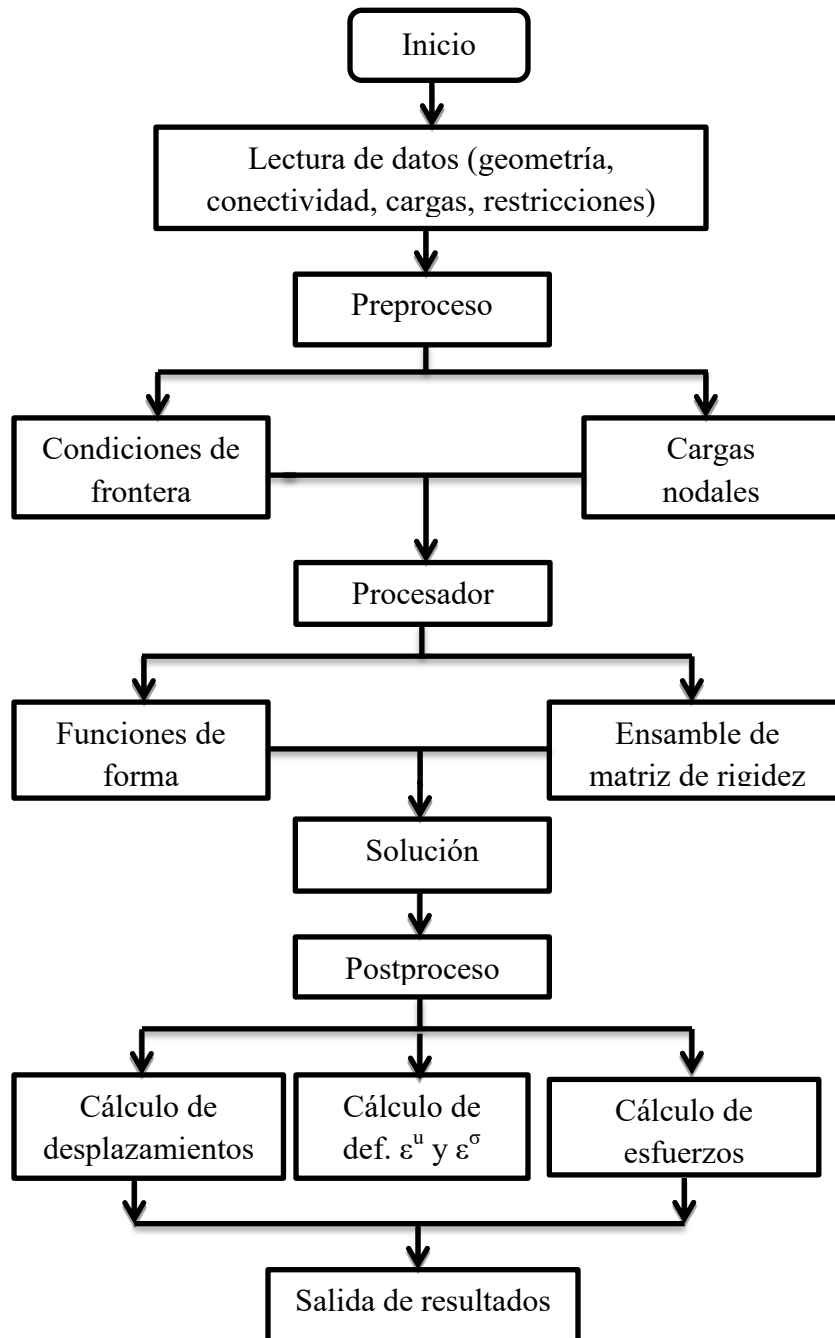 Inicio
Lectura de datos (geometría,
conectividad, cargas, restricciones)
Preproceso
Condiciones de
frontera
Cargas
nodales
Procesador
Funciones de
forma
Ensamble de
matriz de rigidez
Solución
Postproceso
Cálculo de
desplazamientos
Cálculo de
def. εᵘ y ε^σ
Cálculo de
esfuerzos
Salida de resultados